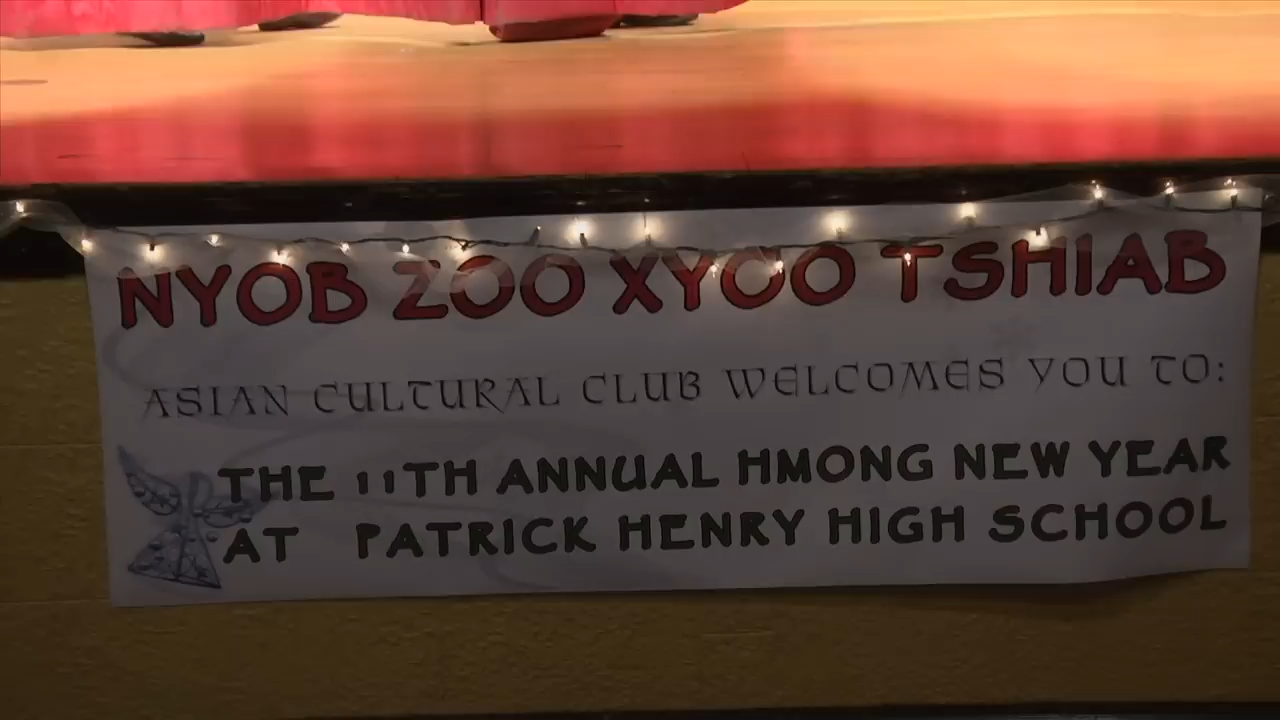 NYOB ZOO XYOO TSHIAB
ASIAN CULTURAL CLUB WELCOMES YOU TO:
THE 11TH ANNUAL HMONG NEW YEAR
AT PATRICK HENRY HIGH SCHOOL